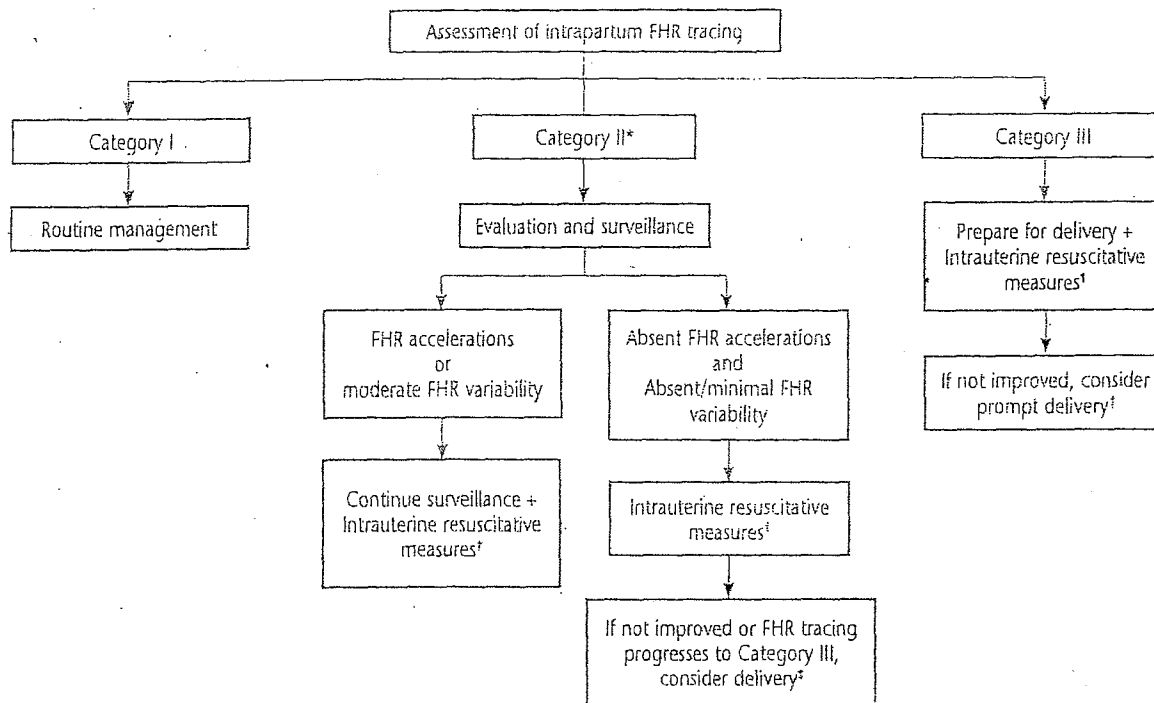 Assessment of intrapartum FHR tracing
Category I
Category II*
Category III
Routine management
Evaluation and surveillance
Prepare for delivery +
Intrauterine resuscitative
measures†
FHR accelerations
or
moderate FHR variability
Absent FHR accelerations
and
Absent/minimal FHR
variability
If not improved, consider
prompt delivery‡
Continue surveillance +
Intrauterine resuscitative
measures†
Intrauterine resuscitative
measures†
If not improved or FHR tracing
progresses to Category III,
consider delivery‡